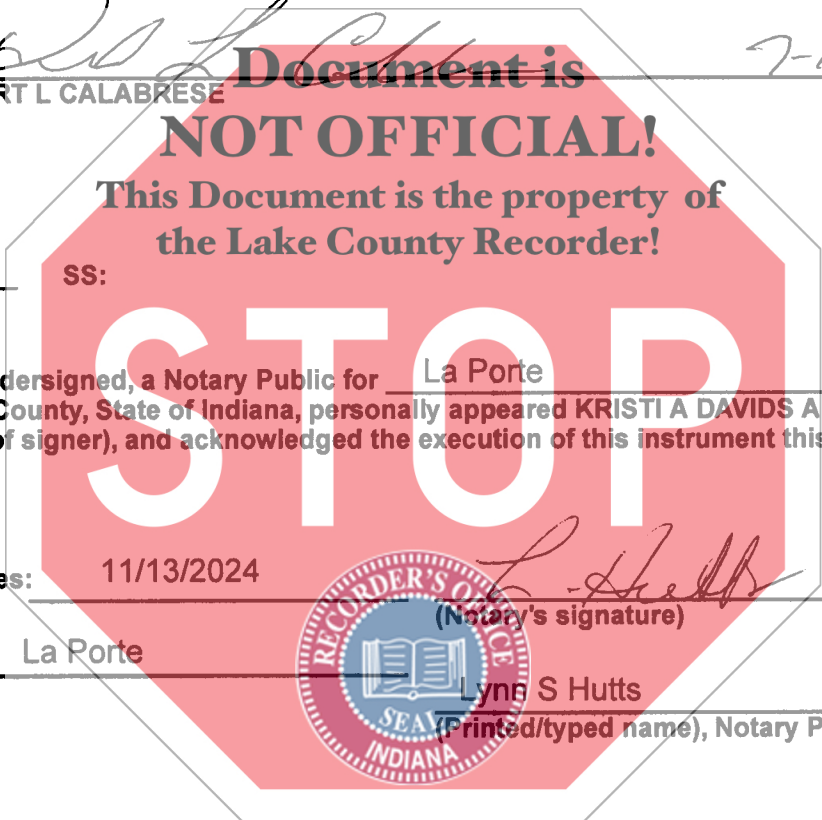 Document is
RT L CALABRESE
NOT OFFICIAL!
This Document is the property of
the Lake County Recorder!
SS:
STOP
dersigned, a Notary Public for La Porte
County, State of Indiana, personally appeared KRISTI A DAVIDS A
f signer), and acknowledged the execution of this instrument this
es: 11/13/2024
L. Hutts
(Notary's signature)
La Porte
Lynn S Hutts
(Printed/typed name), Notary P
RECORDER'S OFFICE
SEAL
INDIANA